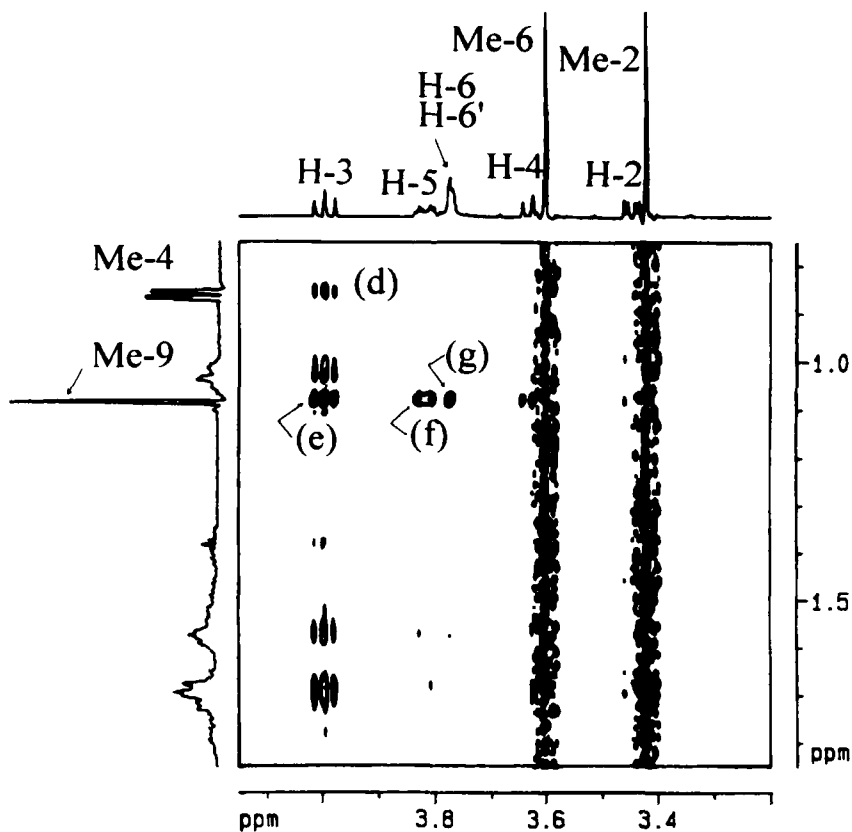 Me-6
Me-2
H-6
H-6'
H-3
H-5
H-4
H-2
Me-4
(d)
1.0
Me-9
(g)
(e)
(f)
1.5
ppm
ppm
3.8
3.6
3.4